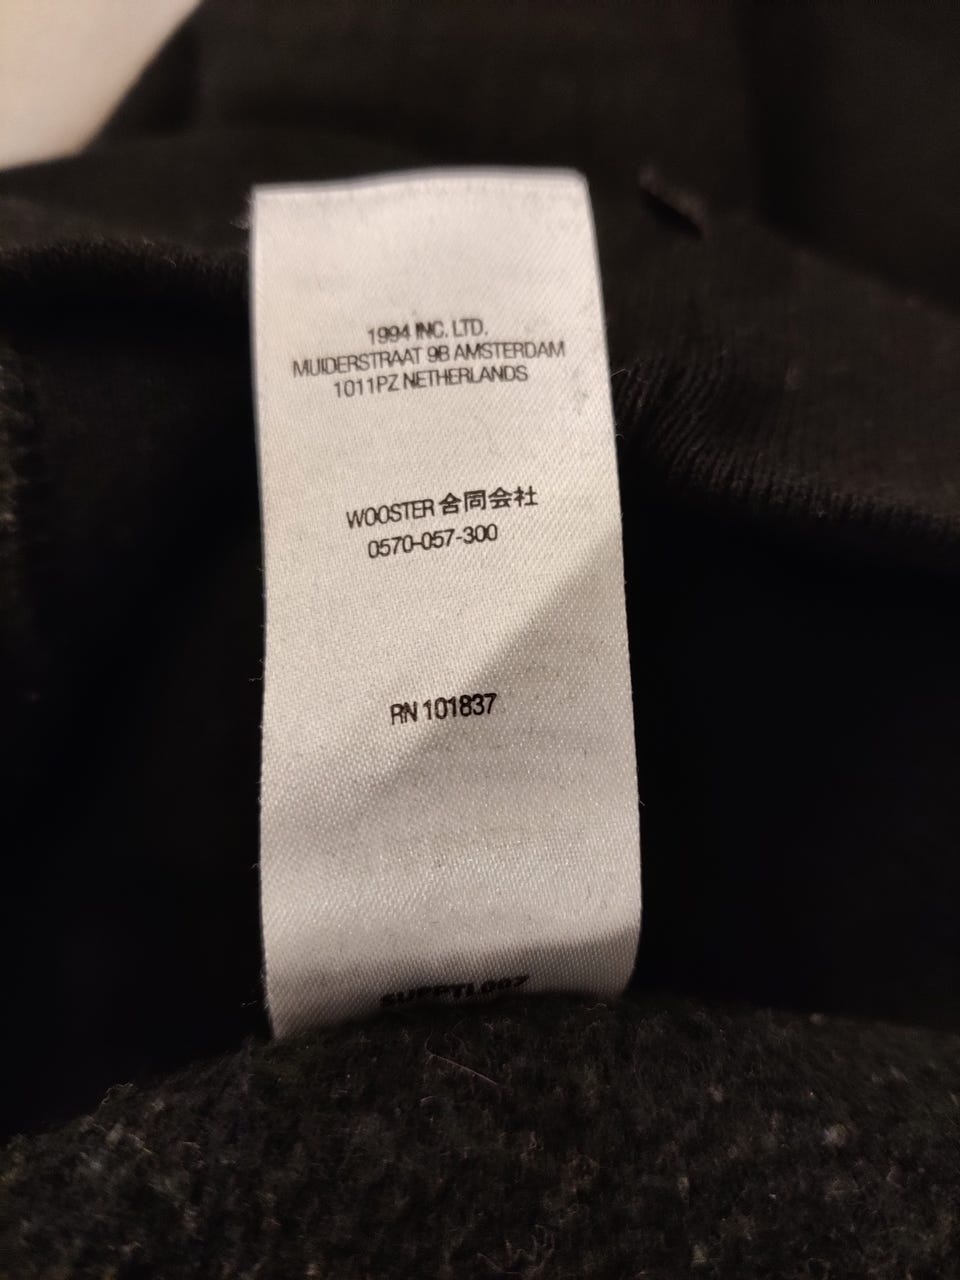 1994 INC. LTD.
MUIDERSTRAAT 9B AMSTERDAM
1011PZ NETHERLANDS
WOOSTER 合同会社
0570-057-300
RN 101837